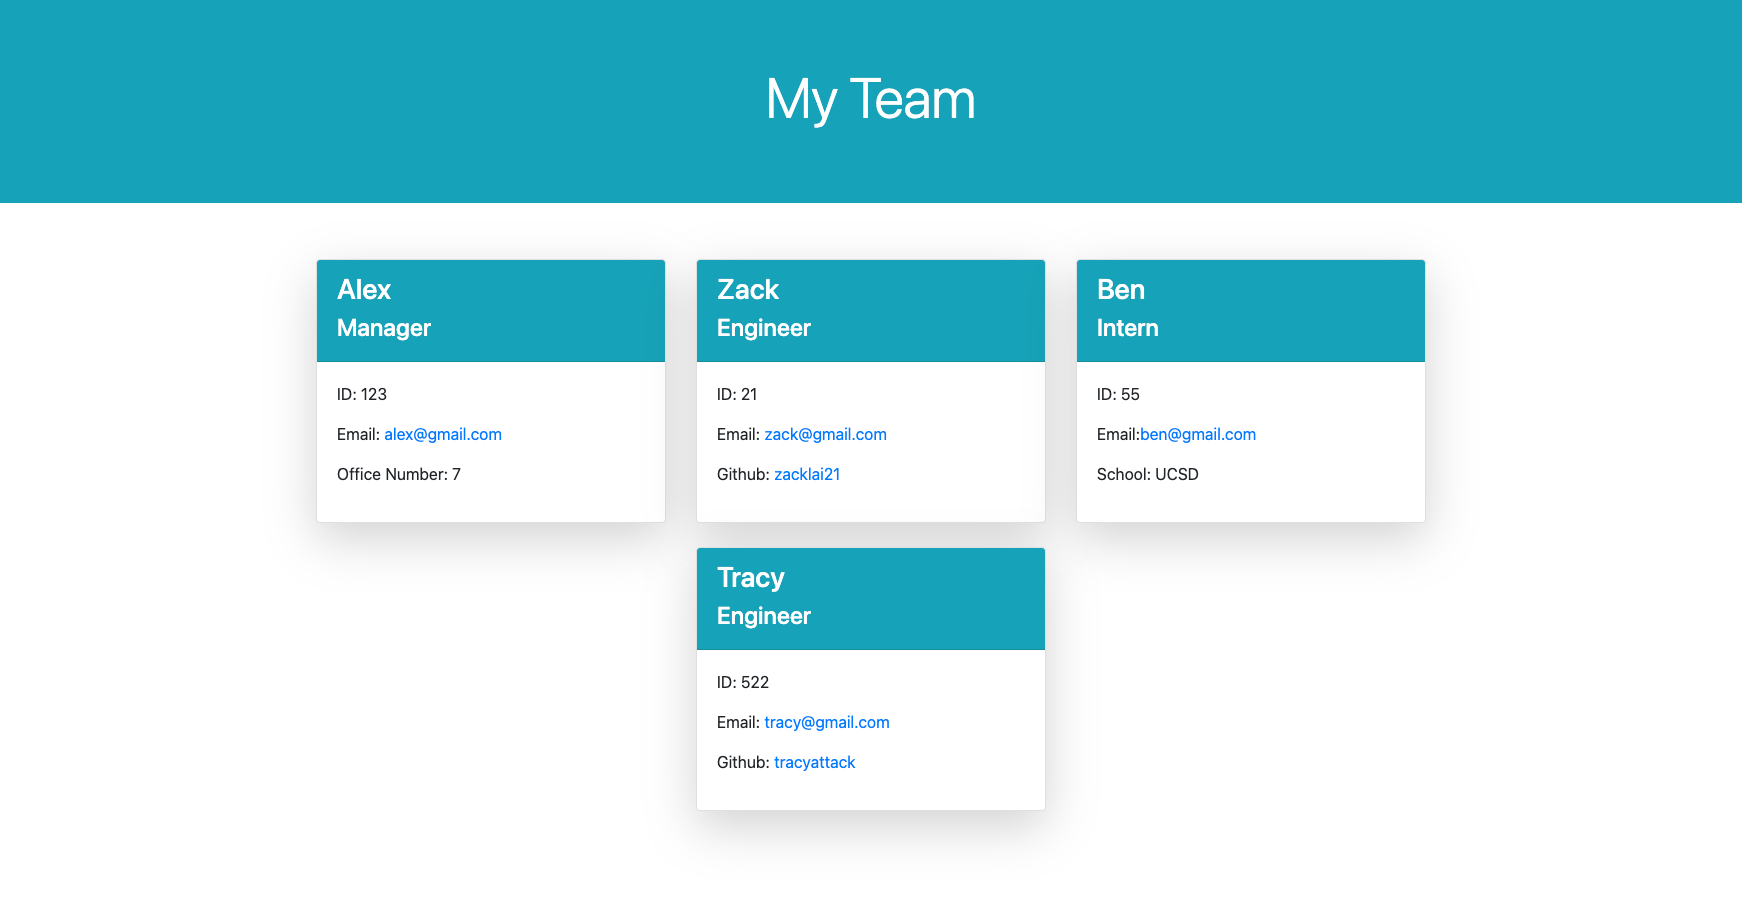 My Team
Alex
Manager
ID: 123
Email: alex@gmail.com
Office Number: 7
Zack
Engineer
ID: 21
Email: zack@gmail.com
Github: zacklai21
Ben
Intern
ID: 55
Email:ben@gmail.com
School: UCSD
Tracy
Engineer
ID: 522
Email: tracy@gmail.com
Github: tracyattack